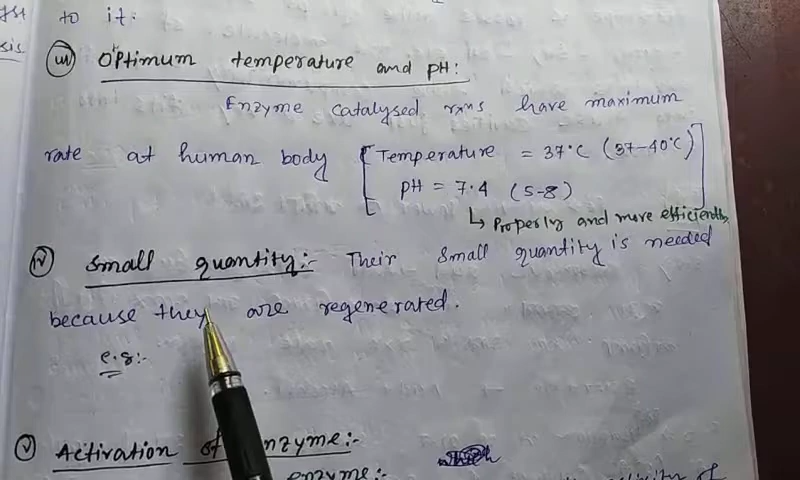 to it:
sis
(iii) Optimum temperature and pH:
Enzyme catalysed rxns have maximum
rate at human body [Temperature = 37°C (37-40°C)
pH = 7.4 (5-8)]
↳ Properly and more efficiently
(iv) Small quantity:- Their small quantity is needed
because they are regenerated.
e.g:-
(v) Activation of enzyme:-
enzyme: